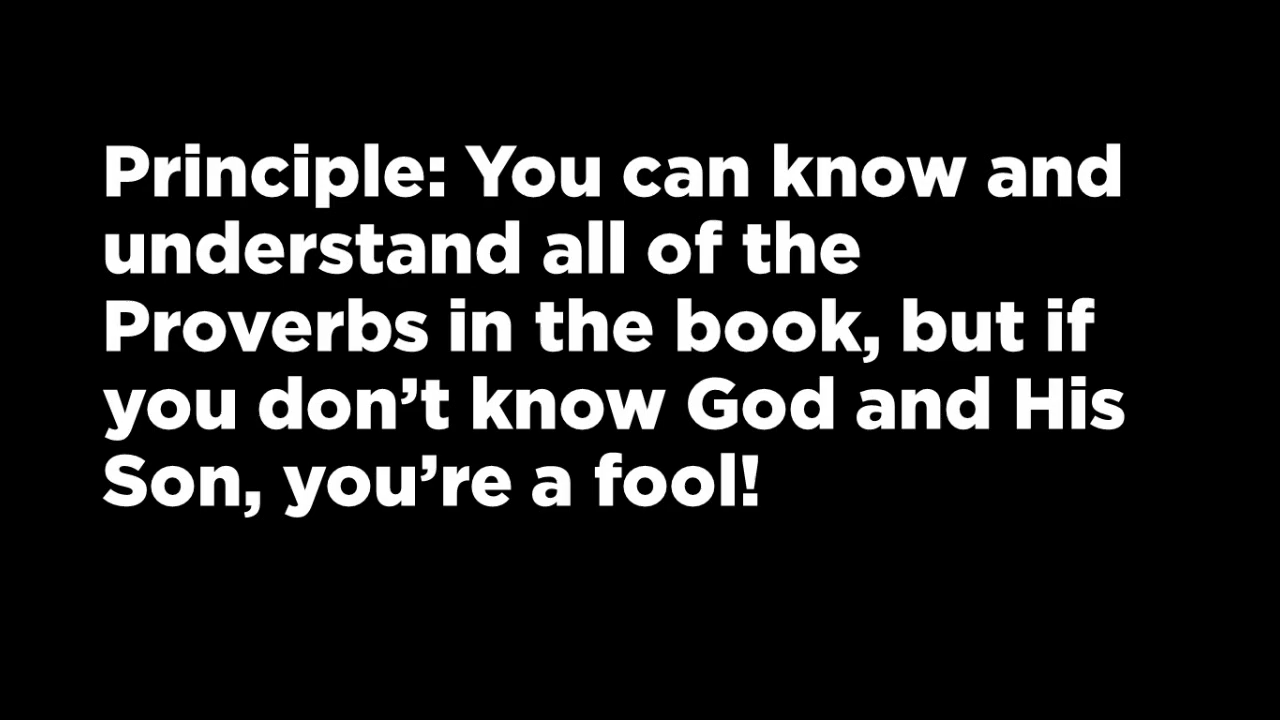 Principle: You can know and
understand all of the
Proverbs in the book, but if
you don’t know God and His
Son, you’re a fool!